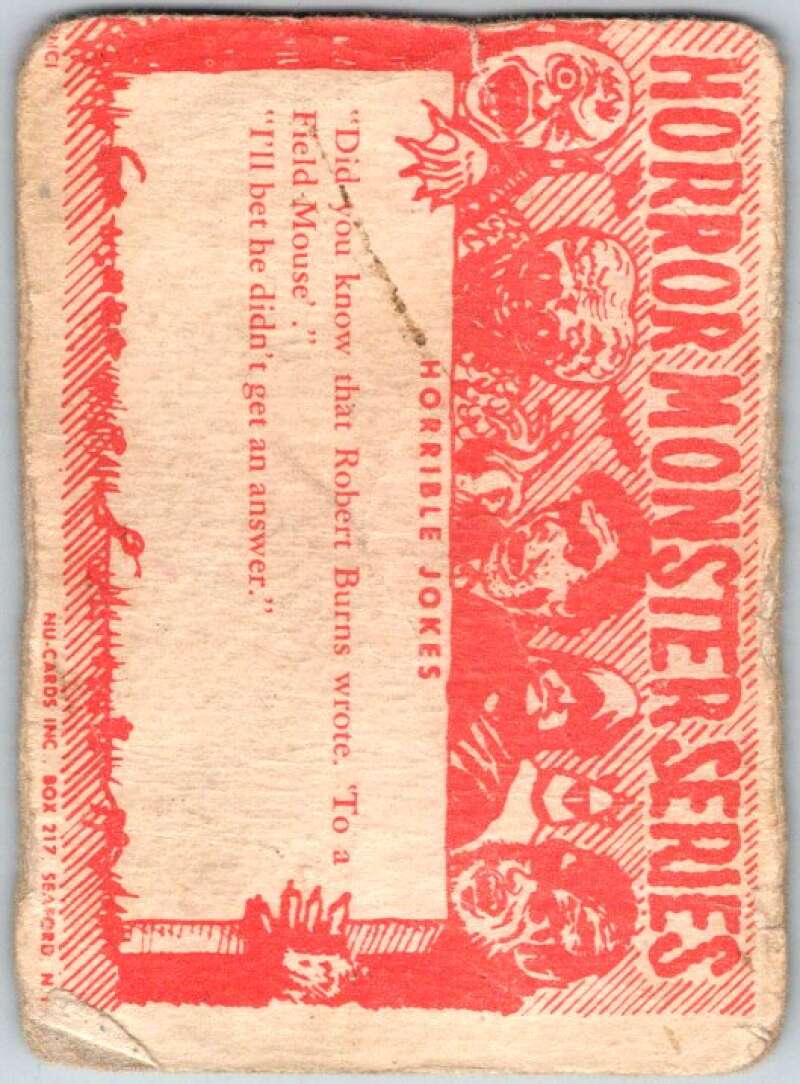 HORROR MONSTER SERIES
HORRIBLE JOKES
"Did you know that Robert Burns wrote. 'To a
Field Mouse' ."
"I'll bet he didn't get an answer."
NU-CARDS INC. BOX 217 SEAFORD N